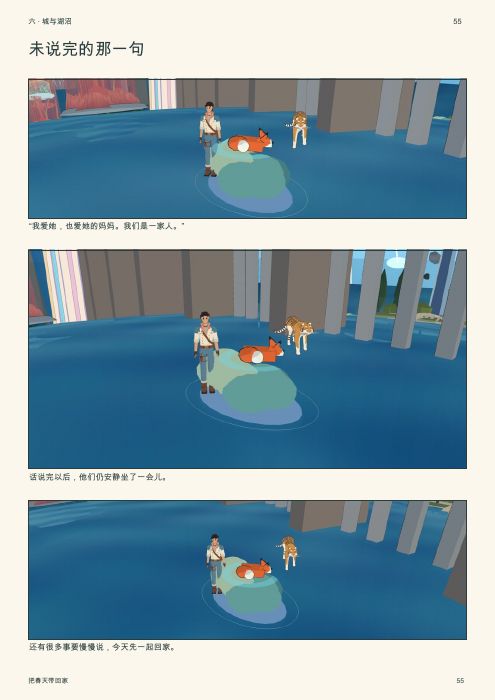 六 · 城与湖沼
55
未说完的那一句
“我爱她，也爱她的妈妈。我们是一家人。”
话说完以后，他们仍安静坐了一会儿。
还有很多事要慢慢说，今天先一起回家。
把春天带回家
55